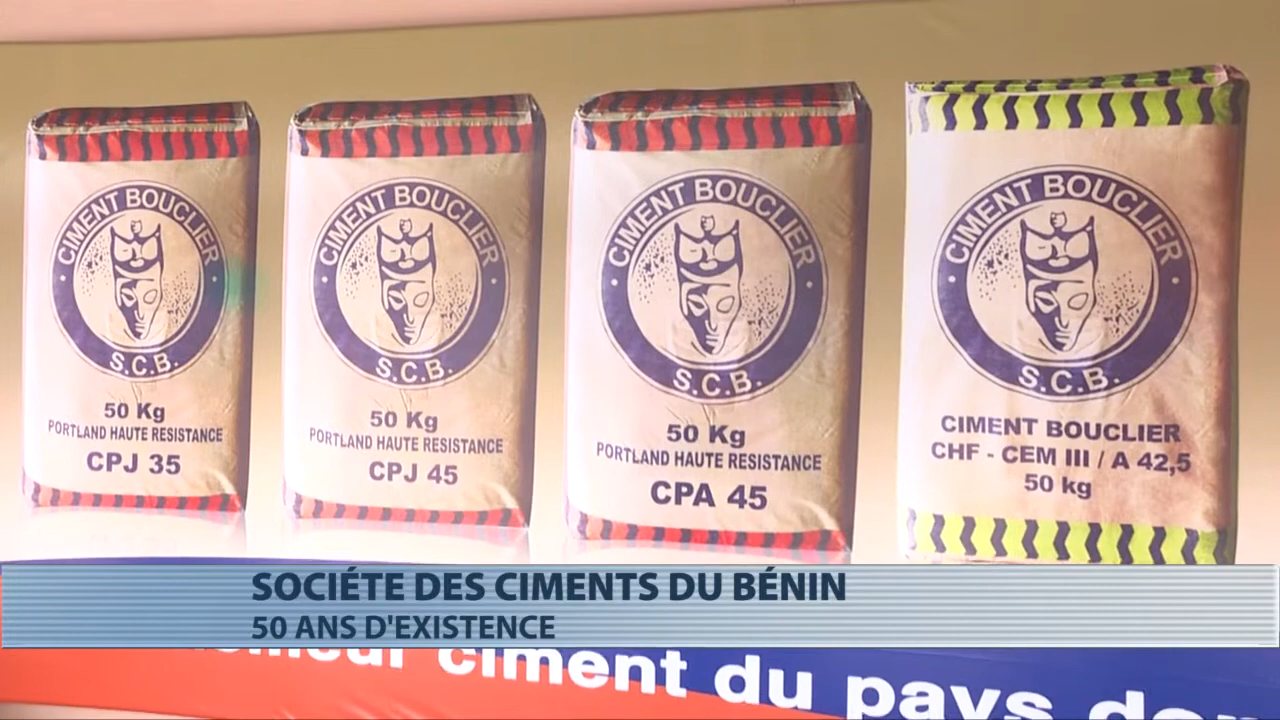 CIMENT BOUCLIER
S.C.B.
50 Kg
PORTLAND HAUTE RESISTANCE
CPJ 35
CIMENT BOUCLIER
S.C.B.
50 Kg
PORTLAND HAUTE RESISTANCE
CPJ 45
CIMENT BOUCLIER
S.C.B.
50 Kg
PORTLAND HAUTE RESISTANCE
CPA 45
CIMENT BOUCLIER
S.C.B.
CIMENT BOUCLIER
CHF - CEM III / A 42,5
50 kg
SOCIÉTE DES CIMENTS DU BÉNIN
50 ANS D'EXISTENCE
ciment du pays